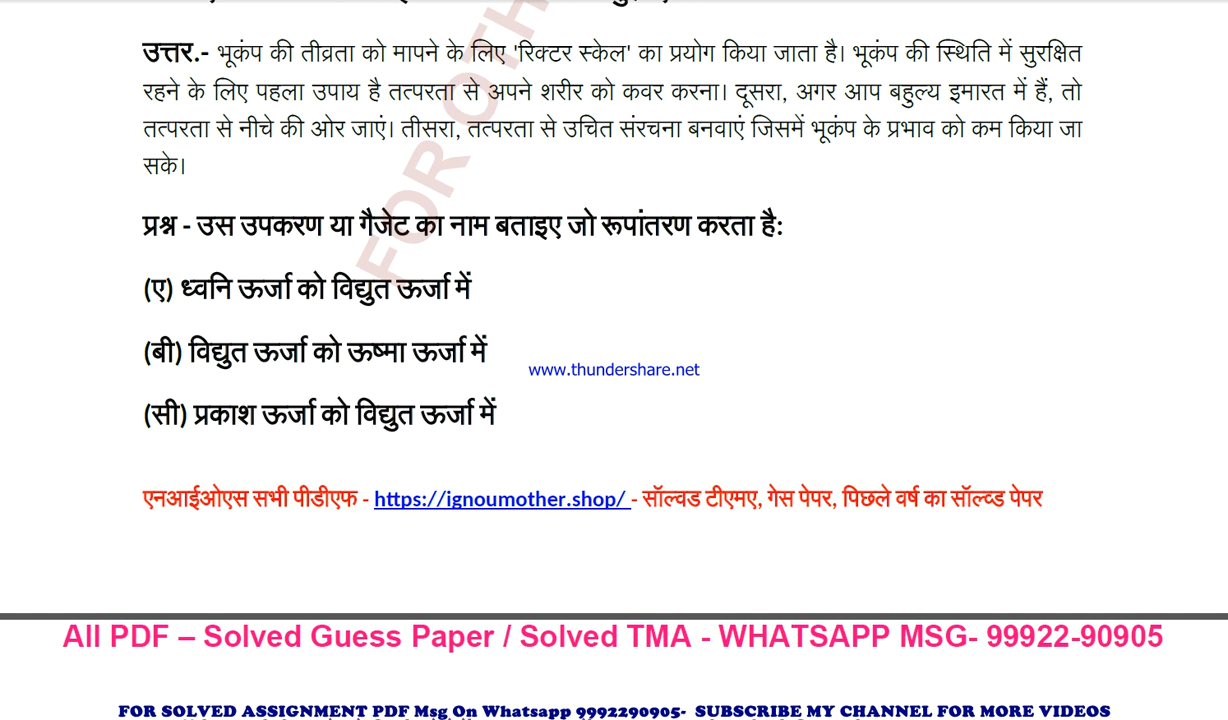 उत्तर.- भूकंप की तीव्रता को मापने के लिए 'रिक्टर स्केल' का प्रयोग किया जाता है। भूकंप की स्थिति में सुरक्षित
रहने के लिए पहला उपाय है तत्परता से अपने शरीर को कवर करना। दूसरा, अगर आप बहुल्य इमारत में हैं, तो
तत्परता से नीचे की ओर जाएं। तीसरा, तत्परता से उचित संरचना बनवाएं जिसमें भूकंप के प्रभाव को कम किया जा
सके।
FOR OTH
प्रश्न - उस उपकरण या गैजेट का नाम बताइए जो रूपांतरण करता है:
(ए) ध्वनि ऊर्जा को विद्युत ऊर्जा में
(बी) विद्युत ऊर्जा को ऊष्मा ऊर्जा में
www.thundershare.net
(सी) प्रकाश ऊर्जा को विद्युत ऊर्जा में
एनआईओएस सभी पीडीएफ - https://ignoumother.shop/ - सॉल्वड टीएमए, गेस पेपर, पिछले वर्ष का सॉल्व्ड पेपर
All PDF – Solved Guess Paper / Solved TMA - WHATSAPP MSG- 99922-90905
FOR SOLVED ASSIGNMENT PDF Msg On Whatsapp 9992290905- SUBSCRIBE MY CHANNEL FOR MORE VIDEOS